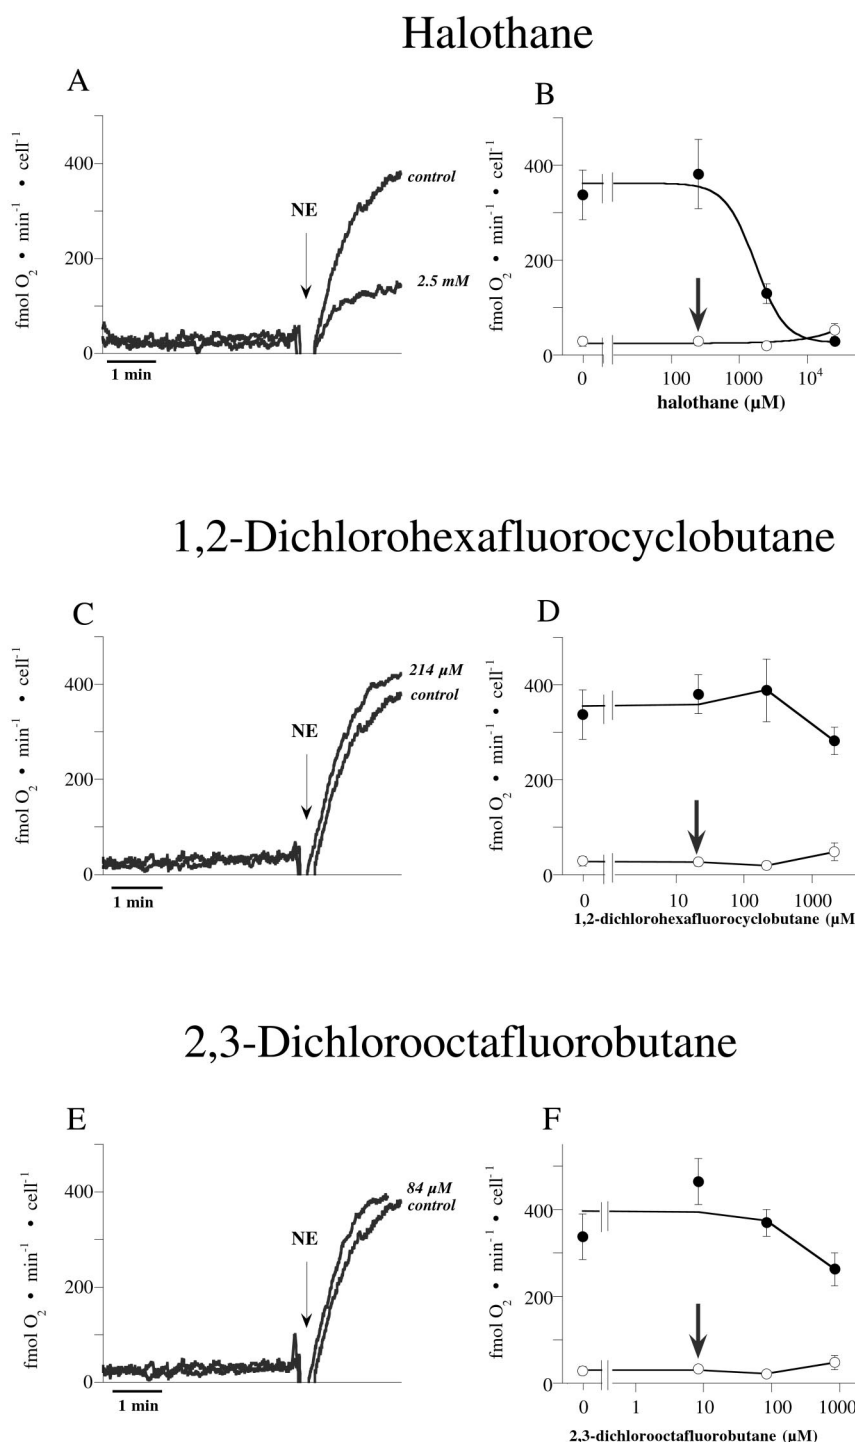 Halothane
A
fmol O2 • min-1 • cell-1
400
200
0
NE
control
2.5 mM
1 min
B
fmol O2 • min-1 • cell-1
400
200
0
0
100
1000
10^4
halothane (µM)
1,2-Dichlorohexafluorocyclobutane
C
fmol O2 • min-1 • cell-1
400
200
0
NE
214 µM
control
1 min
D
fmol O2 • min-1 • cell-1
400
200
0
0
10
100
1000
1,2-dichlorohexafluorocyclobutane (µM
2,3-Dichlorooctafluorobutane
E
fmol O2 • min-1 • cell-1
400
200
0
NE
84 µM
control
1 min
F
fmol O2 • min-1 • cell-1
400
200
0
0
1
10
100
1000
2,3-dichlorooctafluorobutane (µM)